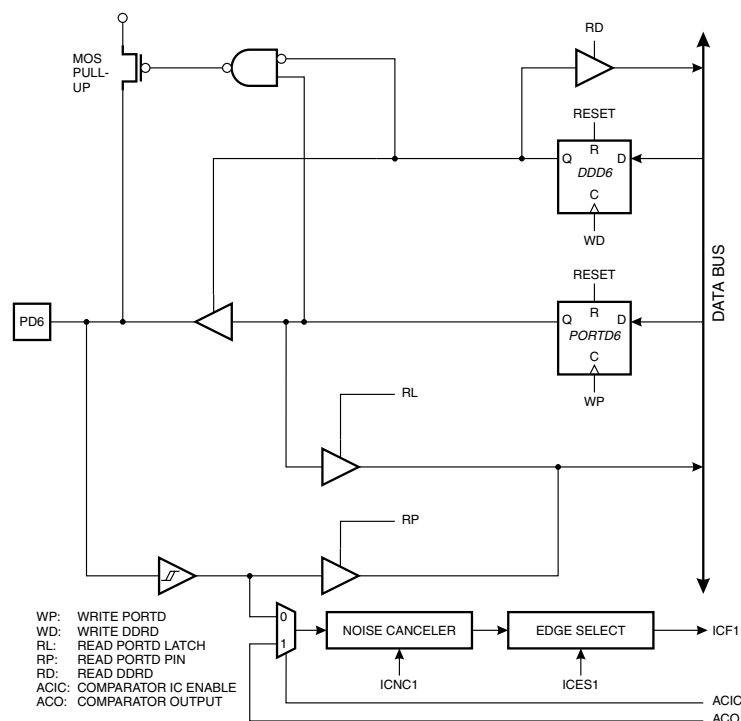 RD
MOS
PULL-
UP
RESET
R
Q
D
DDD6
C
WD
RESET
R
PD6
Q
D
PORTD6
C
WP
DATA BUS
RL
RP
WP: WRITE PORTD
WD: WRITE DDRD
RL: READ PORTD LATCH
RP: READ PORTD PIN
RD: READ DDRD
ACIC: COMPARATOR IC ENABLE
ACO: COMPARATOR OUTPUT
0
1
NOISE CANCELER
EDGE SELECT
ICF1
ICNC1
ICES1
ACIC
ACO